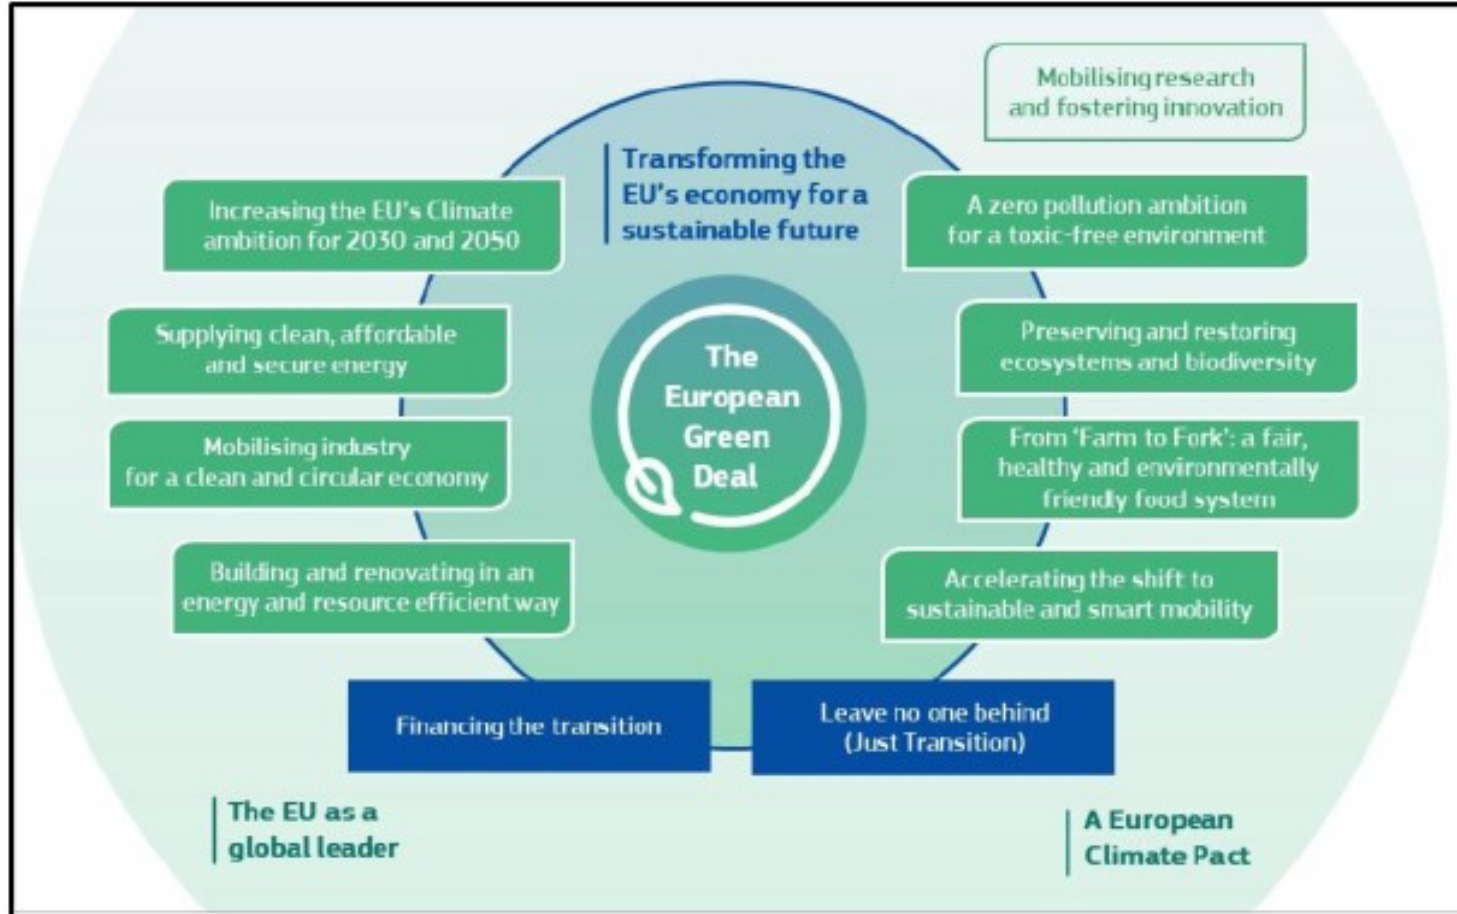 Mobilising research
and fostering innovation
Transforming the
EU's economy for a
sustainable future
Increasing the EU's Climate
ambition for 2030 and 2050
Supplying clean, affordable
and secure energy
Mobilising industry
for a clean and circular economy
Building and renovating in an
energy and resource efficient way
The
European
Green
Deal
A zero pollution ambition
for a toxic-free environment
Preserving and restoring
ecosystems and biodiversity
From 'Farm to Fork': a fair,
healthy and environmentally
friendly food system
Accelerating the shift to
sustainable and smart mobility
Financing the transition
Leave no one behind
(Just Transition)
The EU as a
global leader
A European
Climate Pact